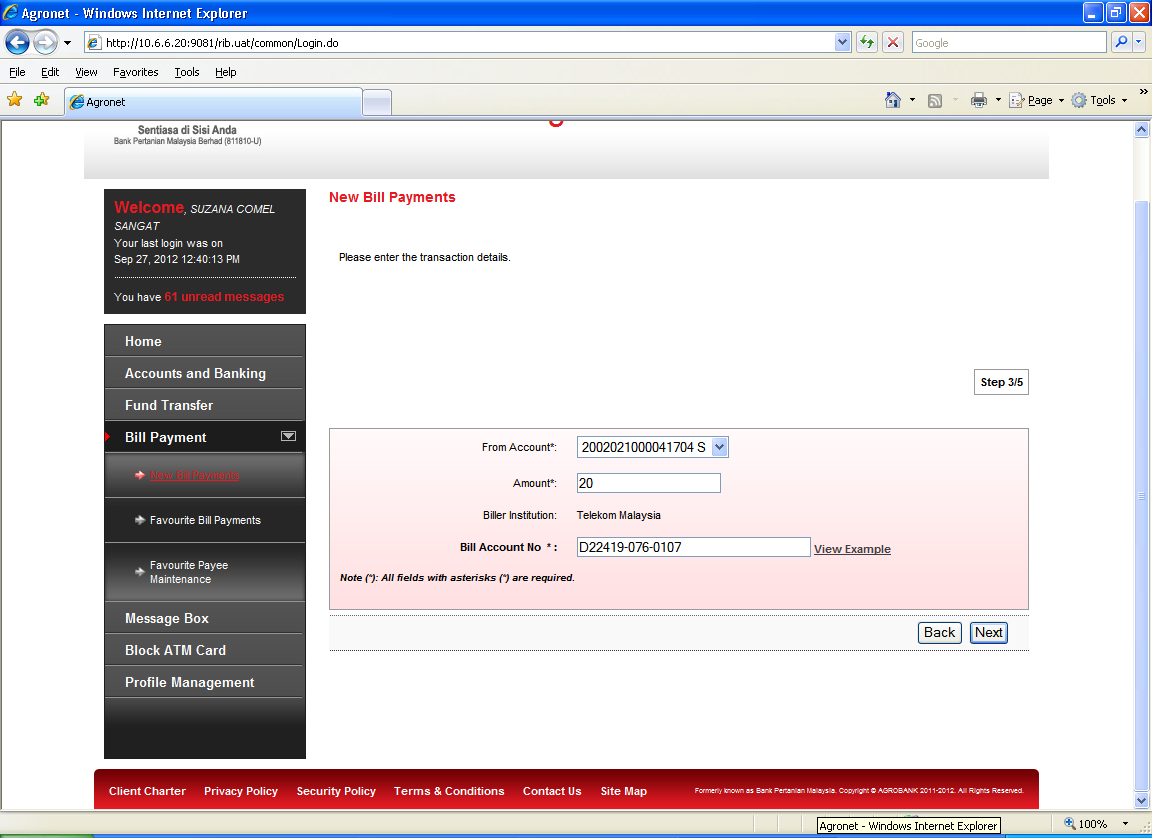 Agronet - Windows Internet Explorer
http://10.6.6.20:9081/rib.uat/common/Login.do
Google
File Edit View Favorites Tools Help
Agronet
Page Tools »
Sentiasa di Sisi Anda
Bank Pertanian Malaysia Berhad (811810-U)
Welcome, SUZANA COMEL
SANGAT
Your last login was on
Sep 27, 2012 12:40:13 PM
You have 61 unread messages
Home
Accounts and Banking
Fund Transfer
Bill Payment
New Bill Payments
Favourite Bill Payments
Favourite Payee
Maintenance
Message Box
Block ATM Card
Profile Management
New Bill Payments
Please enter the transaction details.
Step 3/5
From Account*: 2002021000041704 S
Amount*: 20
Biller Institution: Telekom Malaysia
Bill Account No *: D22419-076-0107 View Example
Note (*): All fields with asterisks (*) are required.
Back Next
Client Charter Privacy Policy Security Policy Terms & Conditions Contact Us Site Map
Formerly known as Bank Pertanian Malaysia. Copyright © AGROBANK 2011-2012. All Rights Reserved.
Agronet - Windows Internet Explorer
100%